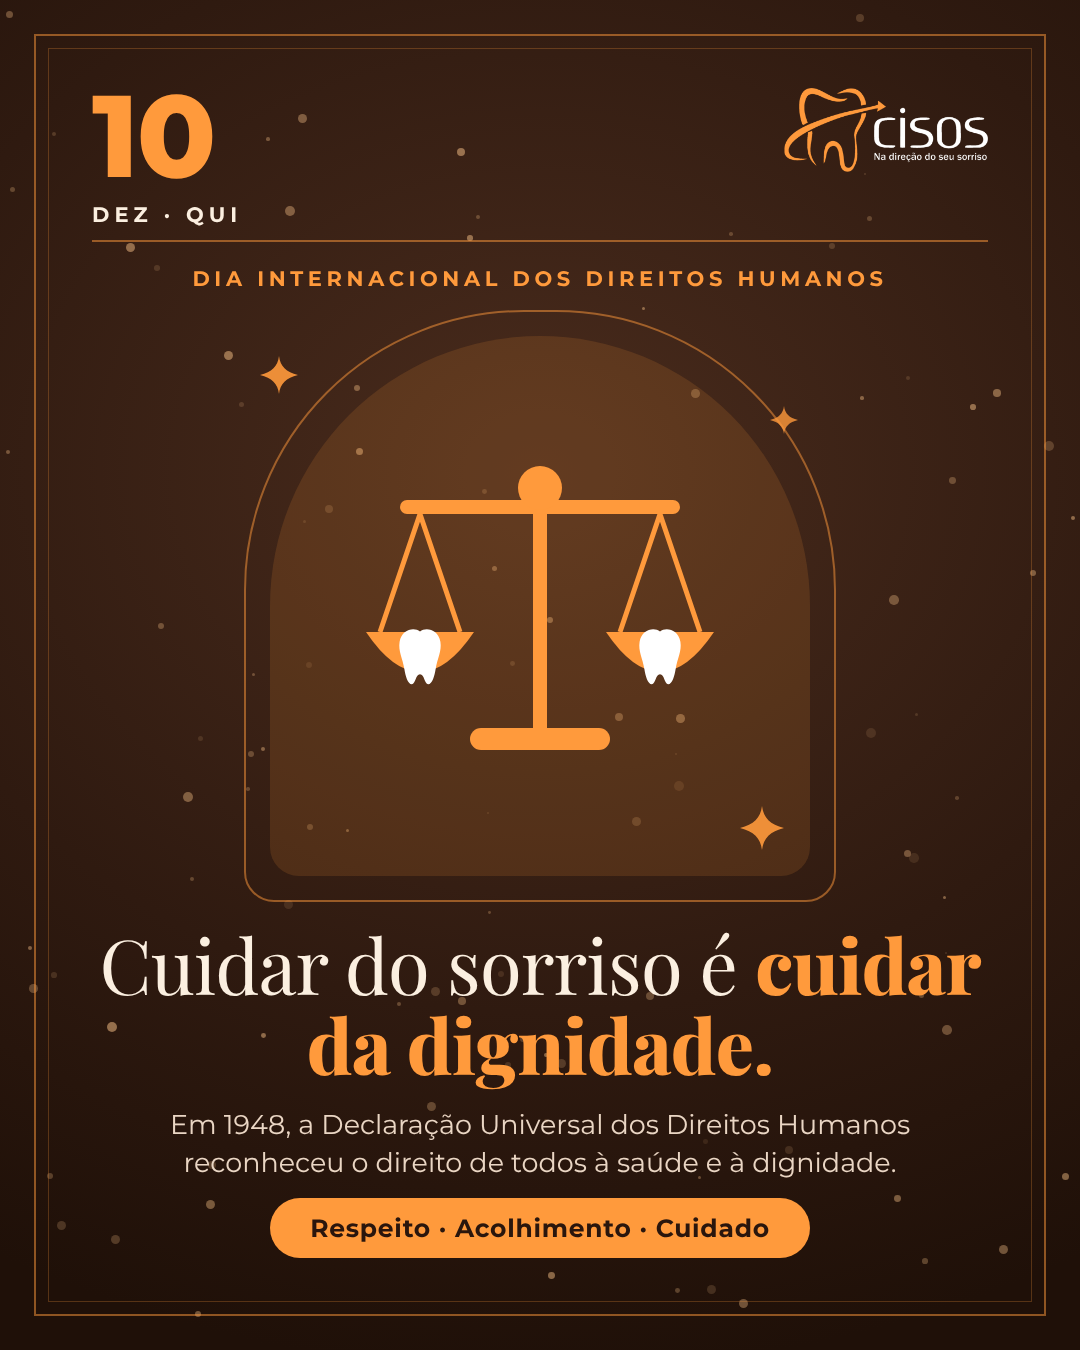 10
DEZ · QUI
cisos
Na direção do seu sorriso
DIA INTERNACIONAL DOS DIREITOS HUMANOS
Cuidar do sorriso é cuidar
da dignidade.
Em 1948, a Declaração Universal dos Direitos Humanos
reconheceu o direito de todos à saúde e à dignidade.
Respeito · Acolhimento · Cuidado